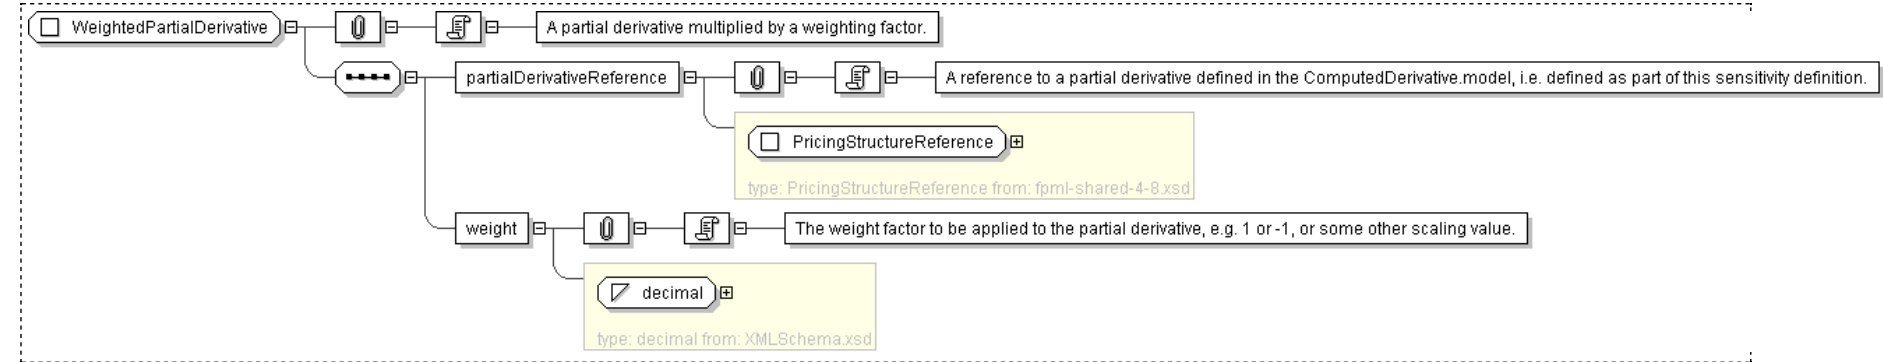 WeightedPartialDerivative
A partial derivative multiplied by a weighting factor.
partialDerivativeReference
A reference to a partial derivative defined in the ComputedDerivative.model, i.e. defined as part of this sensitivity definition.
PricingStructureReference
type: PricingStructureReference from: fpml-shared-4-8.xsd
weight
The weight factor to be applied to the partial derivative, e.g. 1 or -1, or some other scaling value.
decimal
type: decimal from: XMLSchema.xsd